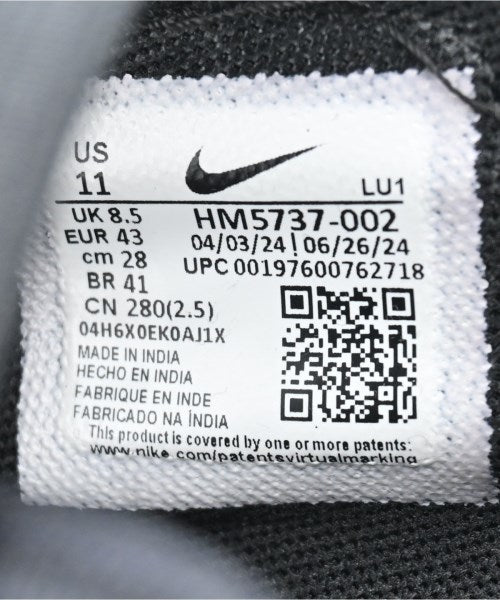 US
11
LU1
UK 8.5
HM5737-002
EUR 43
04/03/24 | 06/26/24
cm 28
UPC 00197600762718
BR 41
CN 280(2.5)
04H6X0EK0AJ1X
MADE IN INDIA
HECHO EN INDIA
FABRIQUE EN INDE
FABRICADO NA ÍNDIA
This product is covered by one or more patents:
www.nike.com/patentsvirtualmarking